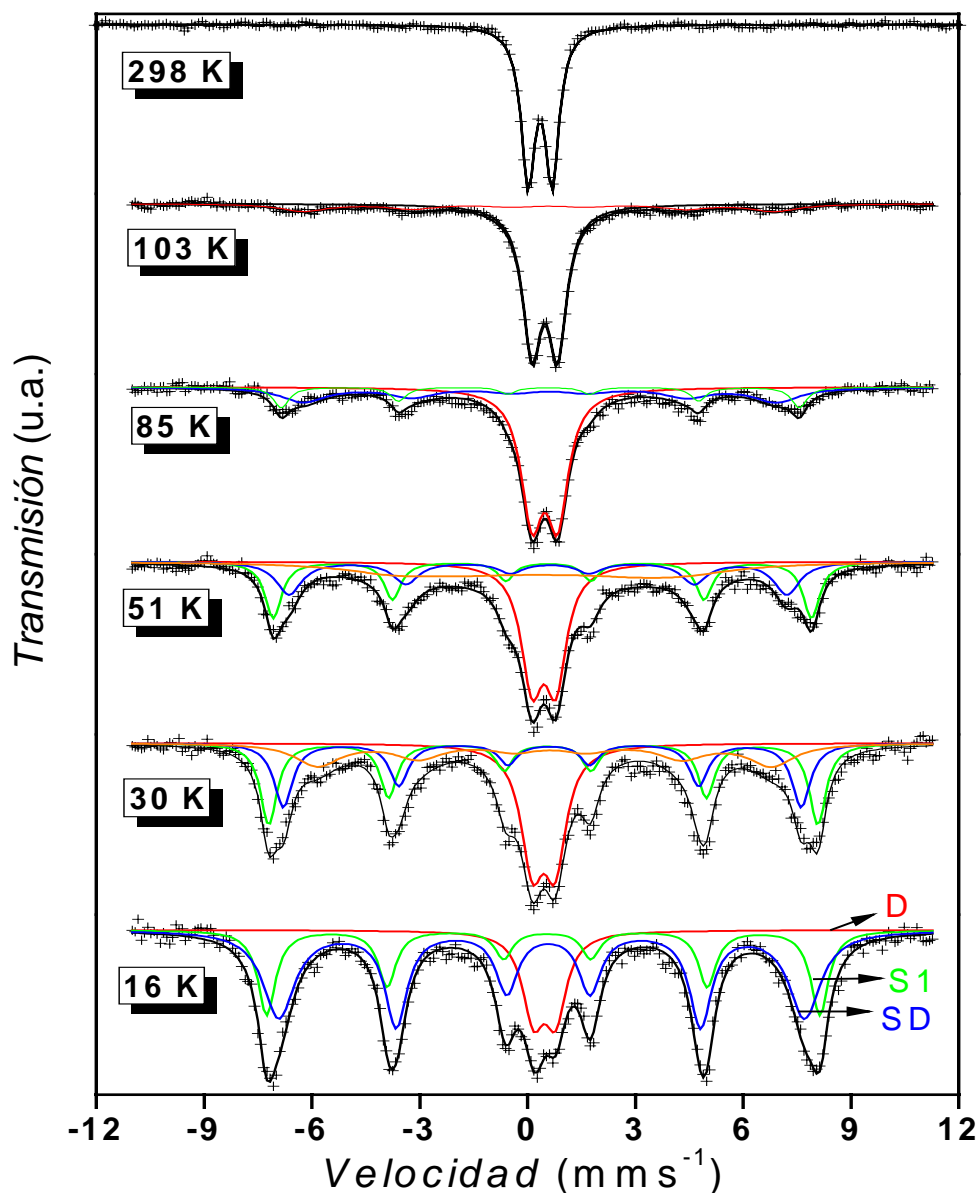 298 K
103 K
85 K
51 K
30 K
16 K
D
S1
SD
Transmisión (u.a.)
-12 -9 -6 -3 0 3 6 9 12
Velocidad (mms⁻¹)